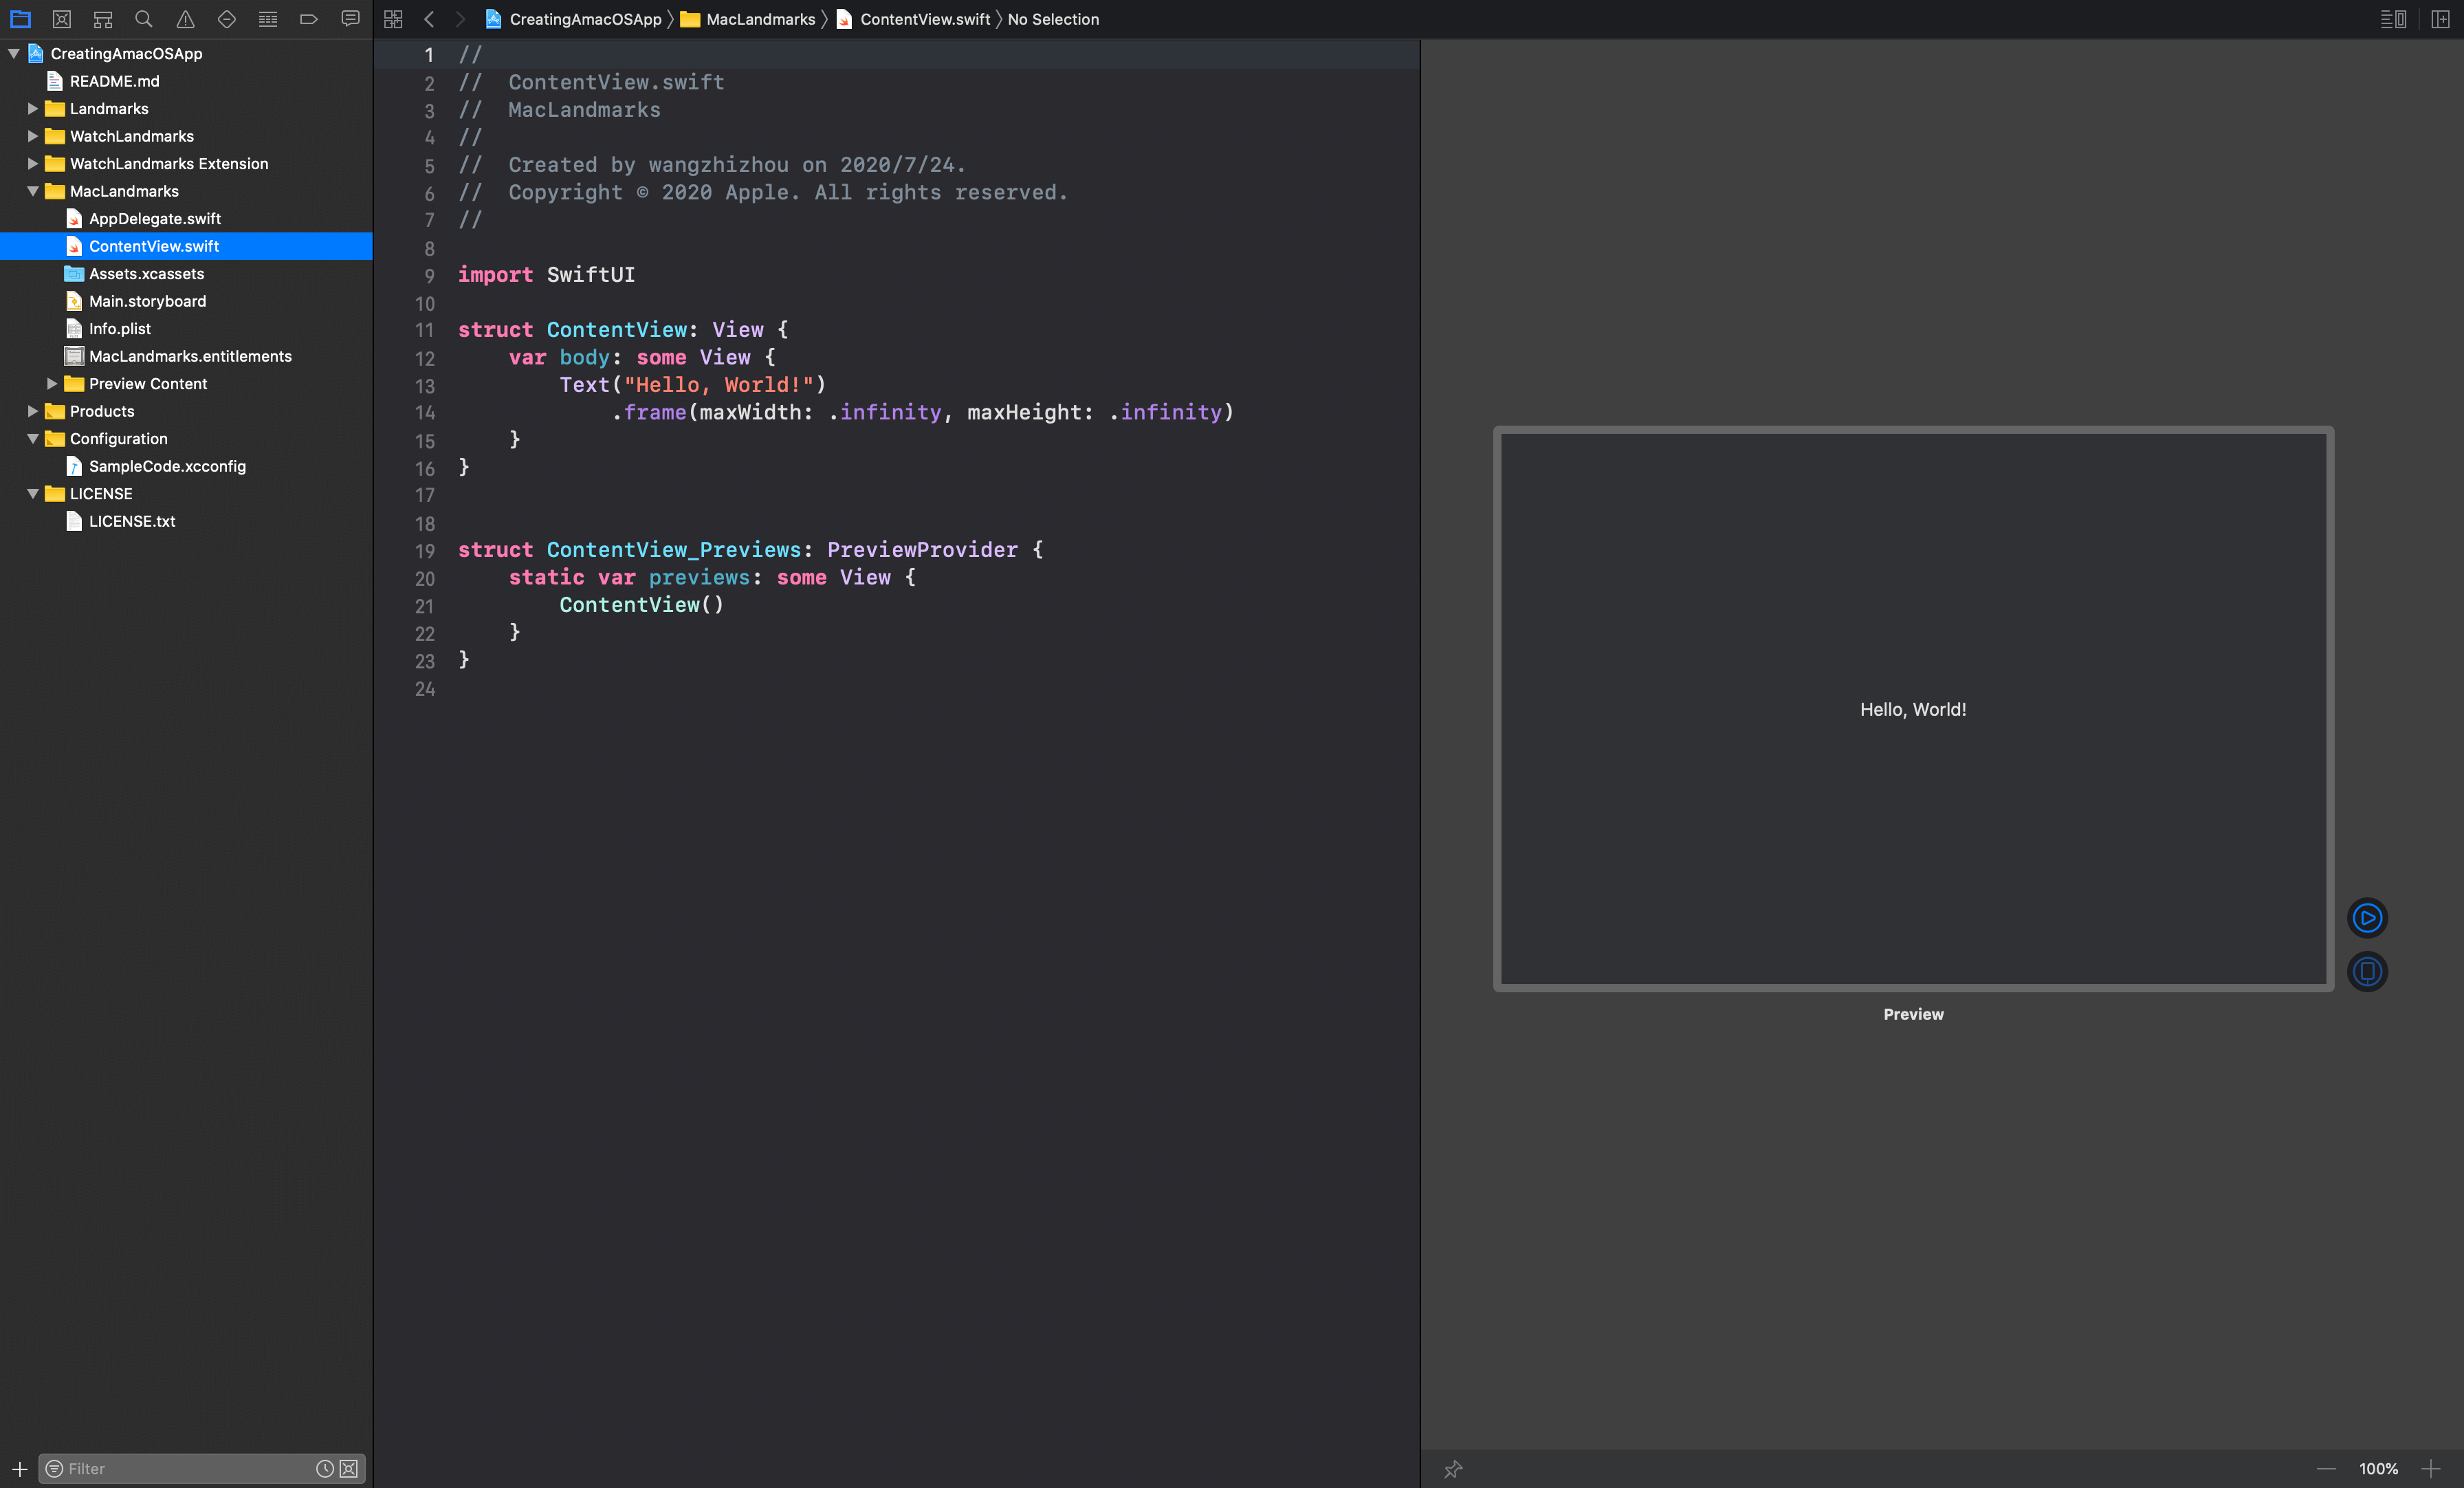 CreatingAmacOSApp
README.md
Landmarks
WatchLandmarks
WatchLandmarks Extension
MacLandmarks
AppDelegate.swift
ContentView.swift
Assets.xcassets
Main.storyboard
Info.plist
MacLandmarks.entitlements
Preview Content
Products
Configuration
SampleCode.xcconfig
LICENSE
LICENSE.txt
Filter
CreatingAmacOSApp 〉 MacLandmarks 〉 ContentView.swift 〉 No Selection
1 //
2 //  ContentView.swift
3 //  MacLandmarks
4 //
5 //  Created by wangzhizhou on 2020/7/24.
6 //  Copyright © 2020 Apple. All rights reserved.
7 //
8
9 import SwiftUI
10
11 struct ContentView: View {
12     var body: some View {
13         Text("Hello, World!")
14             .frame(maxWidth: .infinity, maxHeight: .infinity)
15     }
16 }
17
18
19 struct ContentView_Previews: PreviewProvider {
20     static var previews: some View {
21         ContentView()
22     }
23 }
24
Hello, World!
Preview
100%